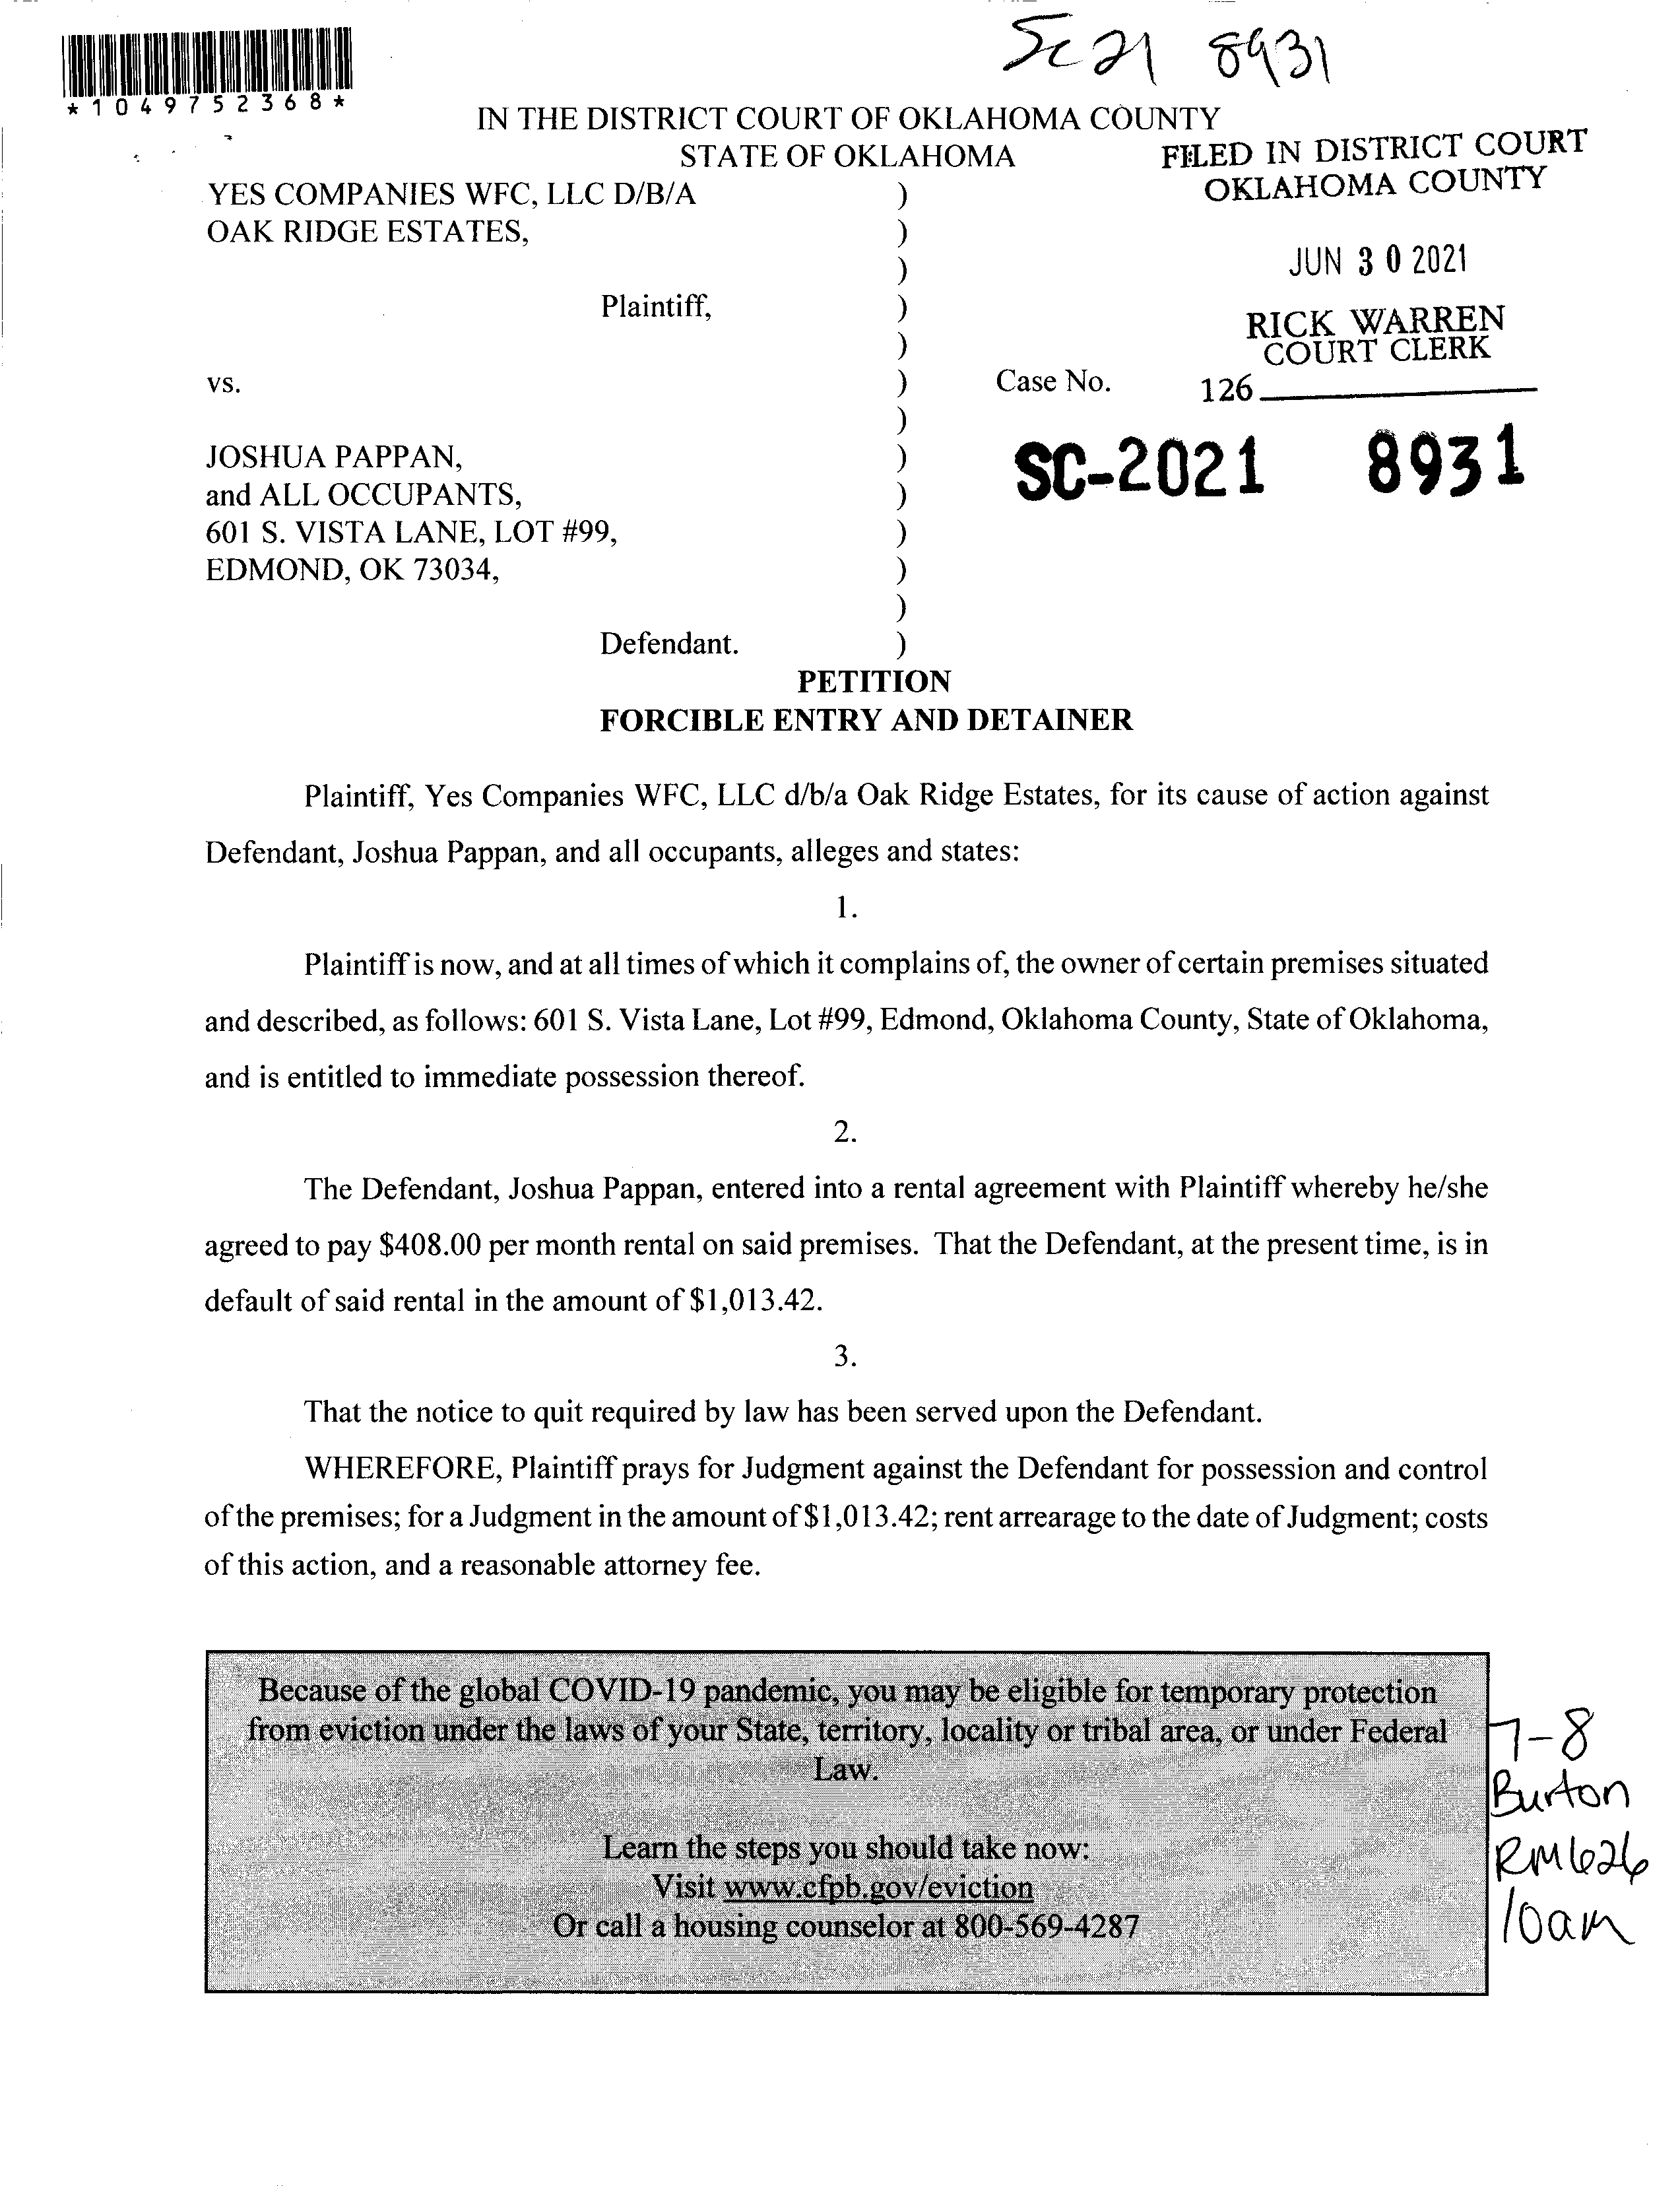 Sc 21 8931
*1049752368*
IN THE DISTRICT COURT OF OKLAHOMA COUNTY
STATE OF OKLAHOMA
FILED IN DISTRICT COURT
OKLAHOMA COUNTY
JUN 30 2021
RICK WARREN
COURT CLERK
126
YES COMPANIES WFC, LLC D/B/A )
OAK RIDGE ESTATES, )
)
Plaintiff, )
)
vs. ) Case No.
)
SC-2021 8931
JOSHUA PAPPAN, )
and ALL OCCUPANTS, )
601 S. VISTA LANE, LOT #99, )
EDMOND, OK 73034, )
)
Defendant. )
PETITION
FORCIBLE ENTRY AND DETAINER
Plaintiff, Yes Companies WFC, LLC d/b/a Oak Ridge Estates, for its cause of action against
Defendant, Joshua Pappan, and all occupants, alleges and states:
1.
Plaintiff is now, and at all times of which it complains of, the owner of certain premises situated
and described, as follows: 601 S. Vista Lane, Lot #99, Edmond, Oklahoma County, State of Oklahoma,
and is entitled to immediate possession thereof.
2.
The Defendant, Joshua Pappan, entered into a rental agreement with Plaintiff whereby he/she
agreed to pay $408.00 per month rental on said premises. That the Defendant, at the present time, is in
default of said rental in the amount of $1,013.42.
3.
That the notice to quit required by law has been served upon the Defendant.
WHEREFORE, Plaintiff prays for Judgment against the Defendant for possession and control
of the premises; for a Judgment in the amount of $1,013.42; rent arrearage to the date of Judgment; costs
of this action, and a reasonable attorney fee.
Because of the global COVID-19 pandemic, you may be eligible for temporary protection
from eviction under the laws of your State, territory, locality or tribal area, or under Federal
Law.
Learn the steps you should take now:
Visit www.cfpb.gov/eviction
Or call a housing counselor at 800-569-4287
7-8
Burton
RM 626
10am